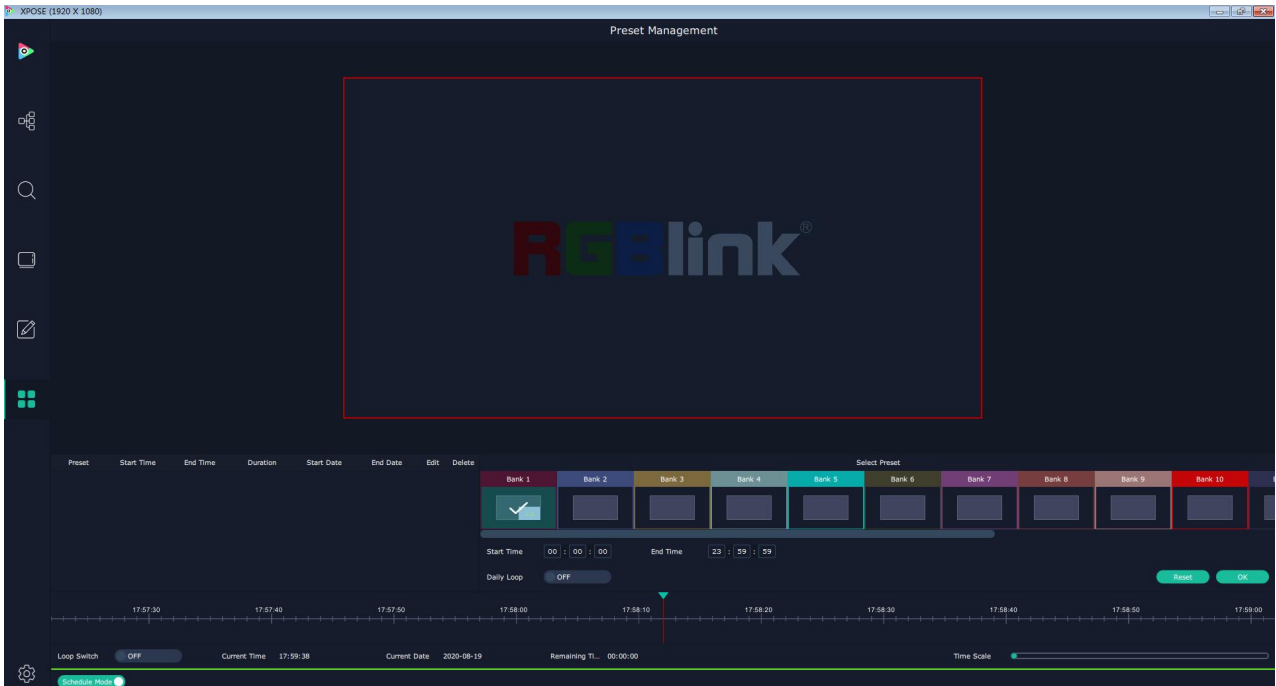 XPOSE (1920 X 1080)
Preset Management
RGBlink®
Preset Start Time End Time Duration Start Date End Date Edit Delete
Select Preset
Bank 1 Bank 2 Bank 3 Bank 4 Bank 5 Bank 6 Bank 7 Bank 8 Bank 9 Bank 10
Start Time 00 : 00 : 00 End Time 23 : 59 : 59
Daily Loop OFF Reset OK
17:57:30 17:57:40 17:57:50 17:58:00 17:58:10 17:58:20 17:58:30 17:58:40 17:58:50 17:59:00
Loop Switch OFF Current Time 17:59:38 Current Date 2020-08-19 Remaining Ti... 00:00:00 Time Scale
Schedule Mode